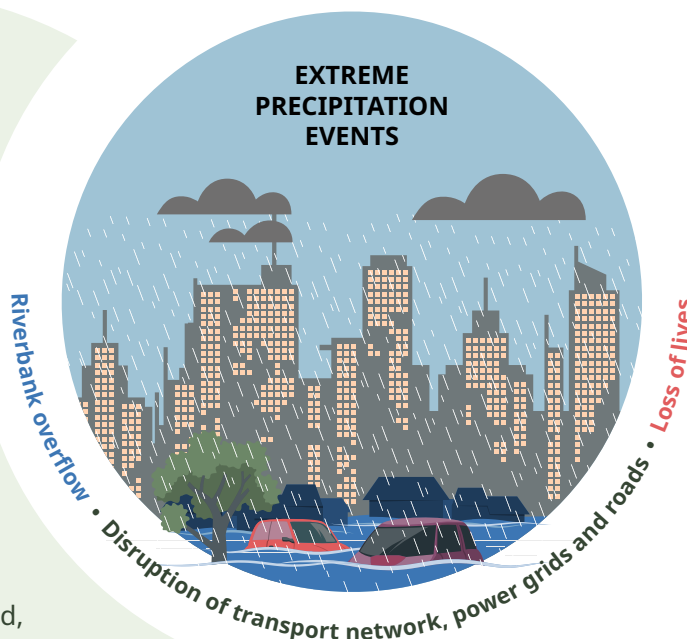 EXTREME
PRECIPITATION
EVENTS
Riverbank overflow • Disruption of transport network, power grids and roads • Loss of lives
d,